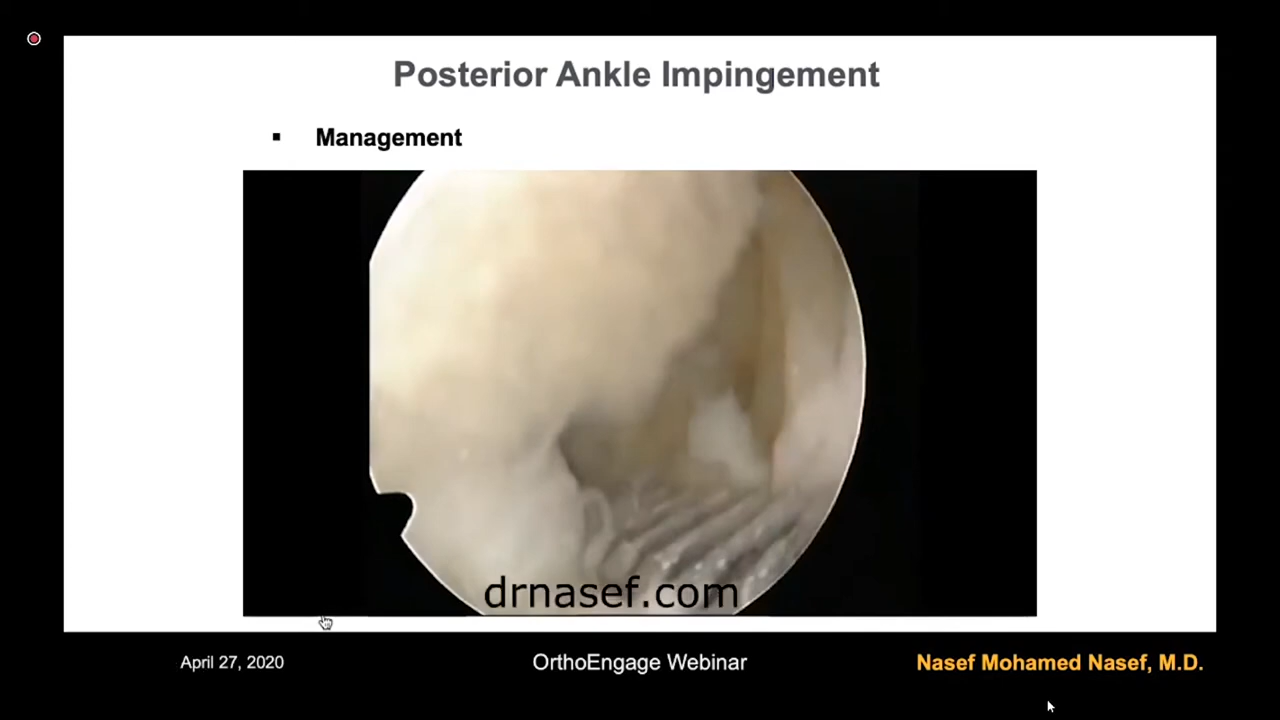 Posterior Ankle Impingement
Management
drnasef.com
April 27, 2020
OrthoEngage Webinar
Nasef Mohamed Nasef, M.D.